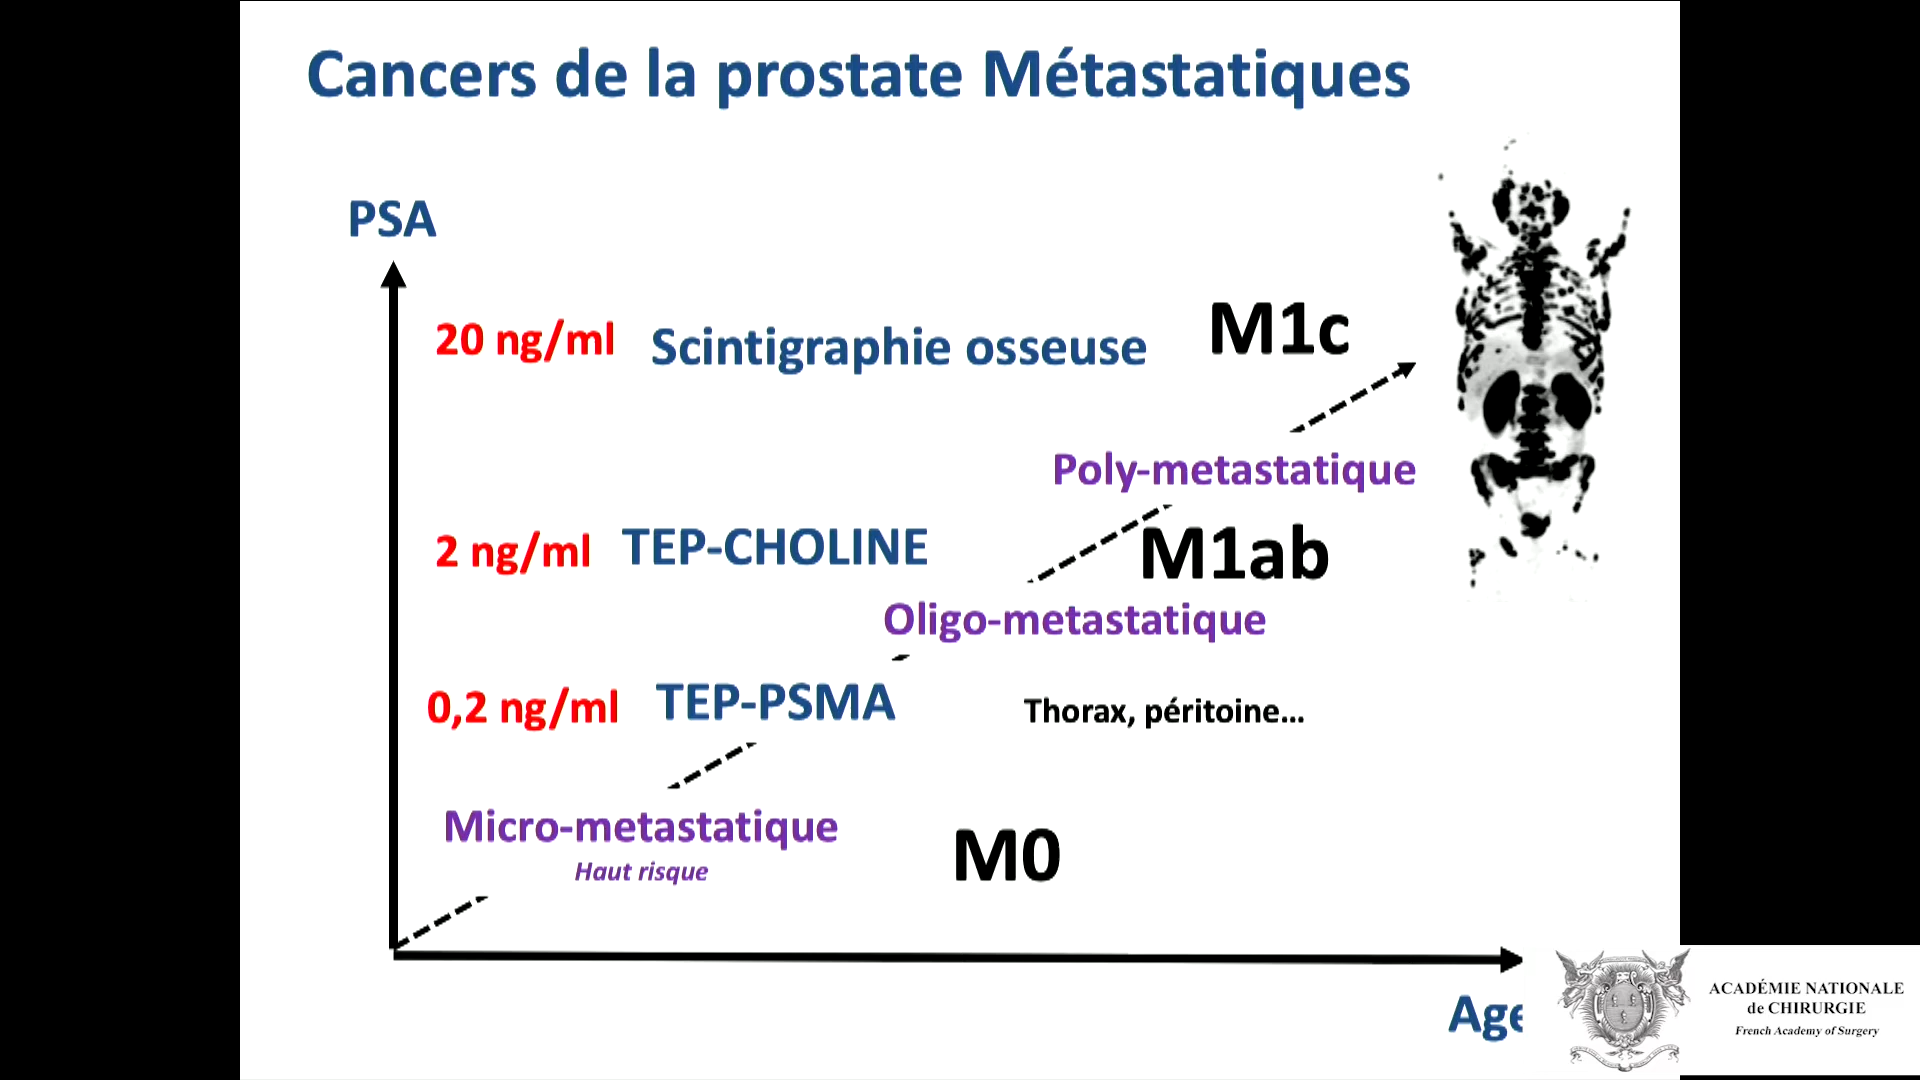 Cancers de la prostate Métastatiques
PSA
20 ng/ml Scintigraphie osseuse M1c
Poly-metastatique
2 ng/ml TEP-CHOLINE M1ab
Oligo-metastatique
0,2 ng/ml TEP-PSMA Thorax, péritoine...
Micro-metastatique
Haut risque
M0
Age
ACADÉMIE NATIONALE
de CHIRURGIE
French Academy of Surgery